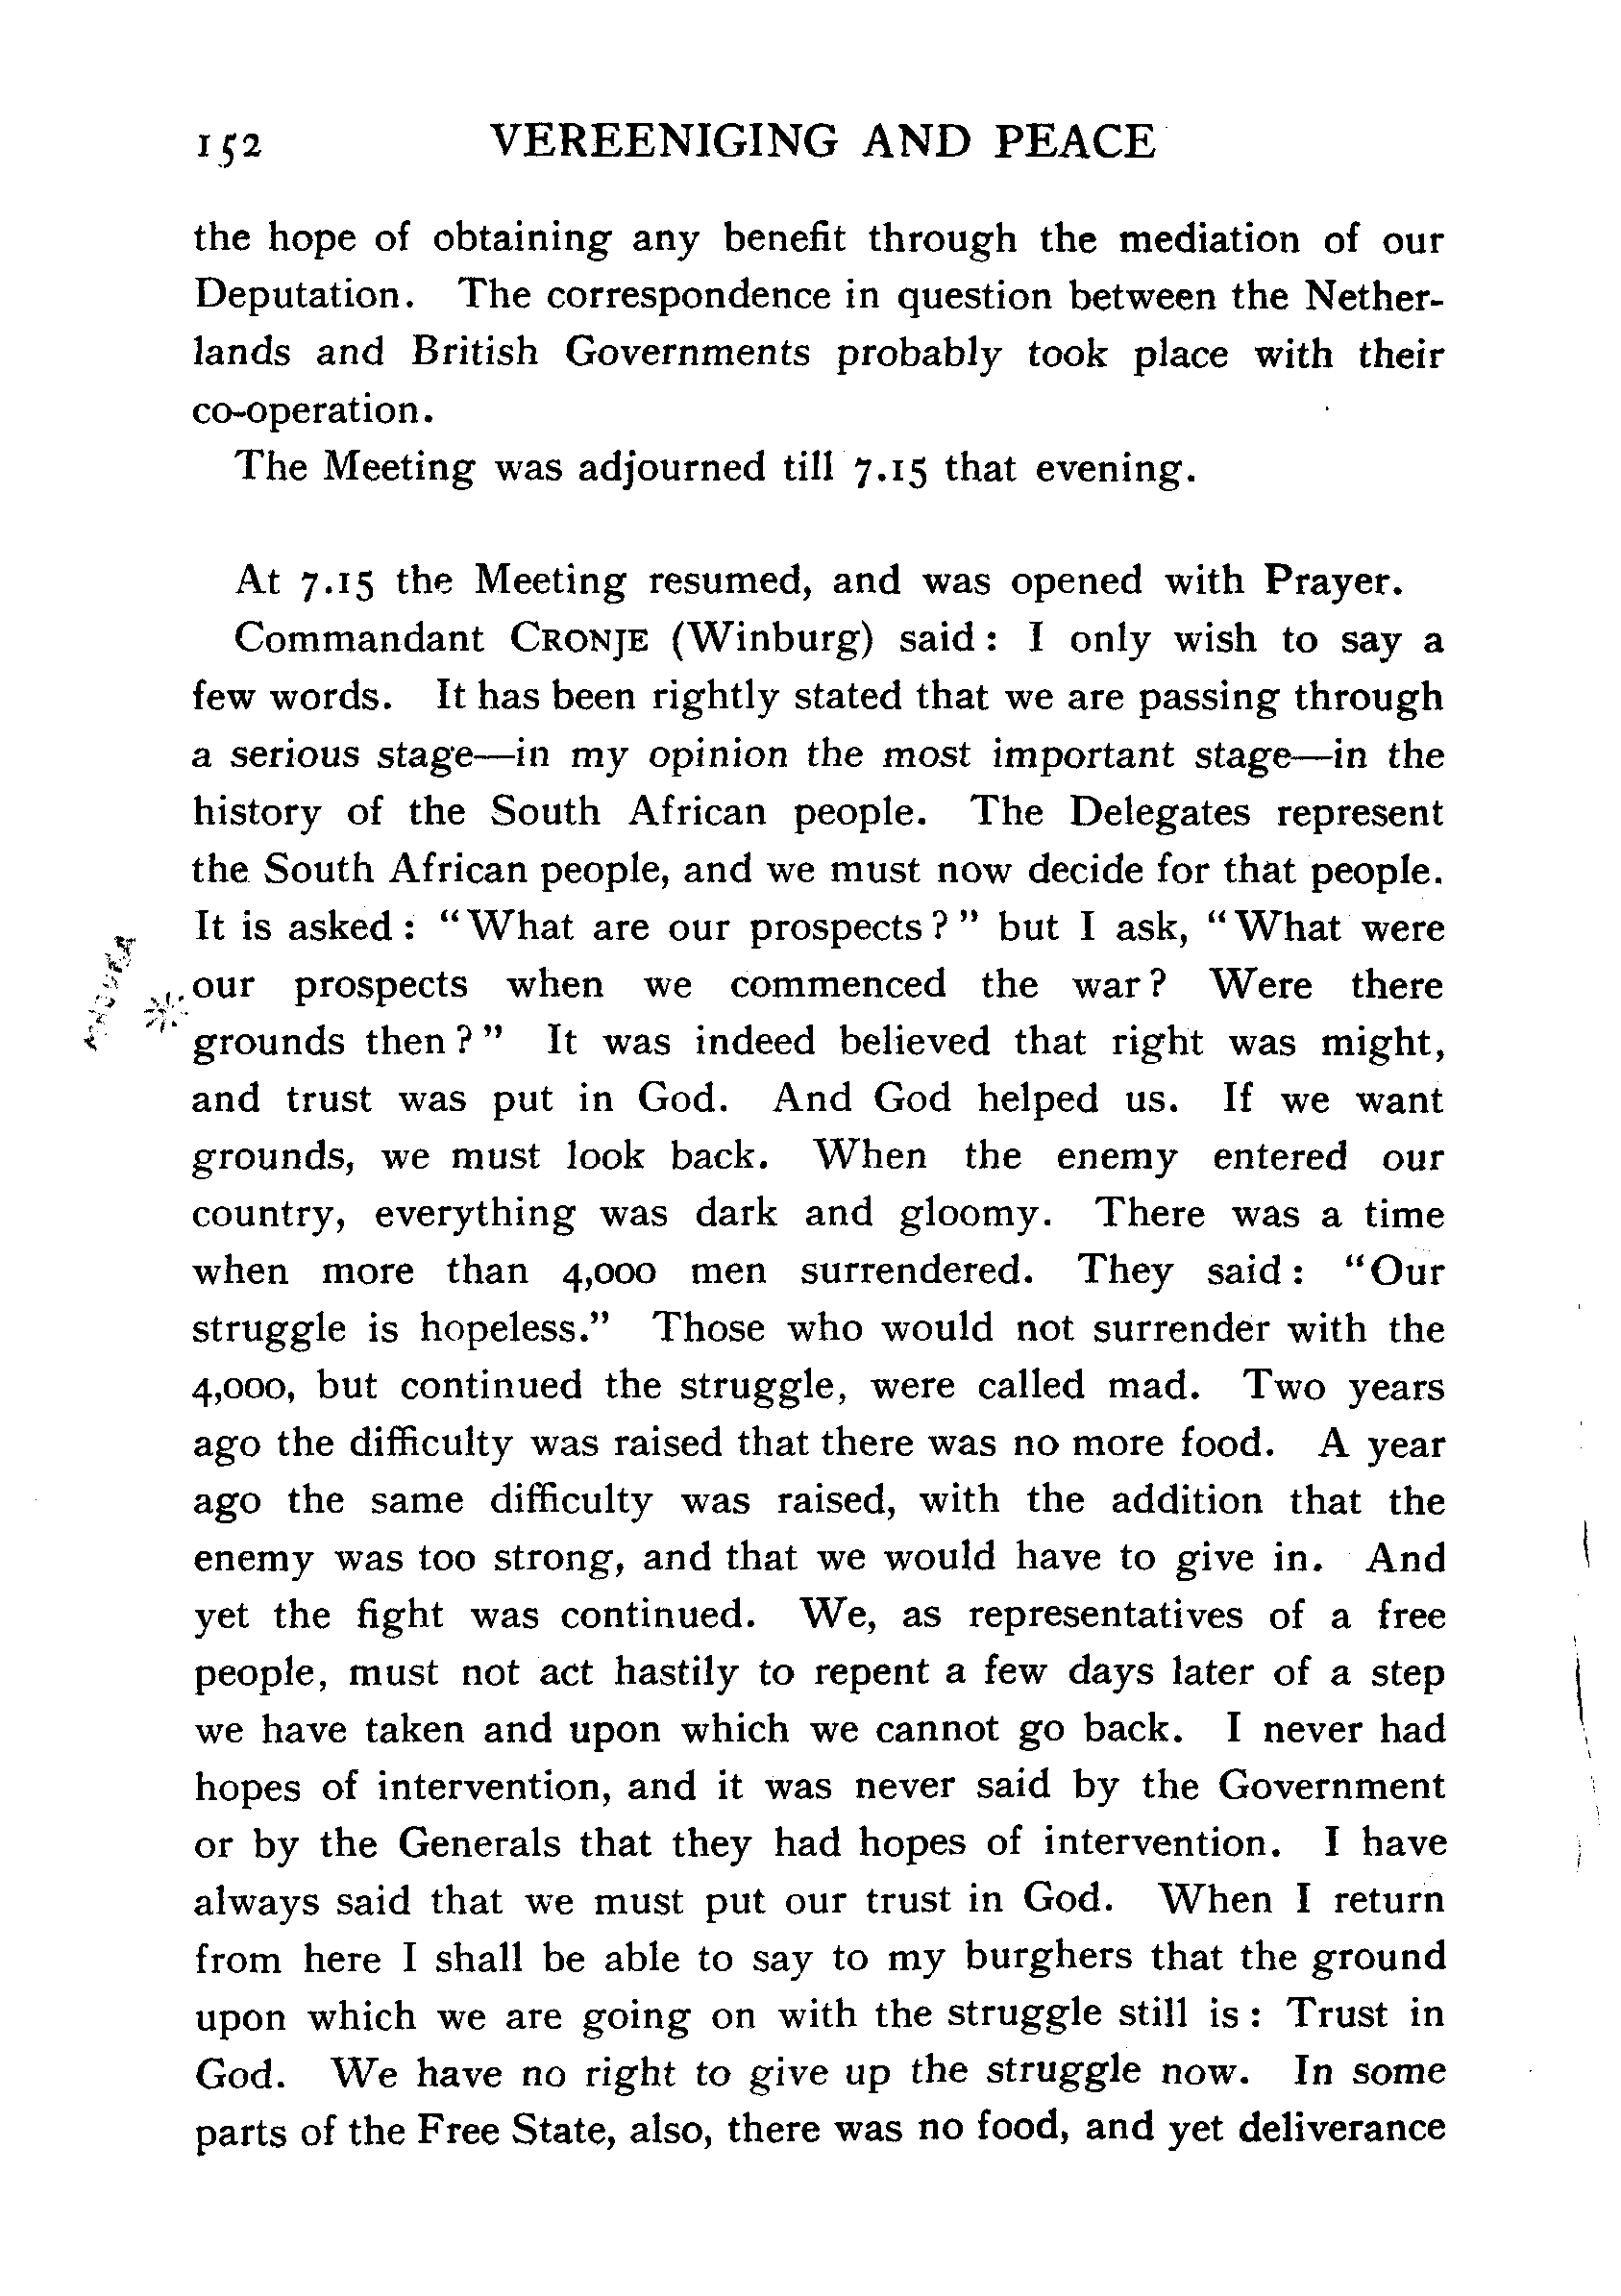 152 VEREENIGING AND PEACE
the hope of obtaining any benefit through the mediation of our
Deputation. The correspondence in question between the Nether-
lands and British Governments probably took place with their
co-operation.
The Meeting was adjourned till 7.15 that evening.
At 7.15 the Meeting resumed, and was opened with Prayer.
Commandant CRONJE (Winburg) said: I only wish to say a
few words. It has been rightly stated that we are passing through
a serious stage—in my opinion the most important stage—in the
history of the South African people. The Delegates represent
the South African people, and we must now decide for that people.
It is asked: "What are our prospects?" but I ask, "What were
our prospects when we commenced the war? Were there
grounds then?" It was indeed believed that right was might,
and trust was put in God. And God helped us. If we want
grounds, we must look back. When the enemy entered our
country, everything was dark and gloomy. There was a time
when more than 4,000 men surrendered. They said: "Our
struggle is hopeless." Those who would not surrender with the
4,000, but continued the struggle, were called mad. Two years
ago the difficulty was raised that there was no more food. A year
ago the same difficulty was raised, with the addition that the
enemy was too strong, and that we would have to give in. And
yet the fight was continued. We, as representatives of a free
people, must not act hastily to repent a few days later of a step
we have taken and upon which we cannot go back. I never had
hopes of intervention, and it was never said by the Government
or by the Generals that they had hopes of intervention. I have
always said that we must put our trust in God. When I return
from here I shall be able to say to my burghers that the ground
upon which we are going on with the struggle still is: Trust in
God. We have no right to give up the struggle now. In some
parts of the Free State, also, there was no food, and yet deliverance